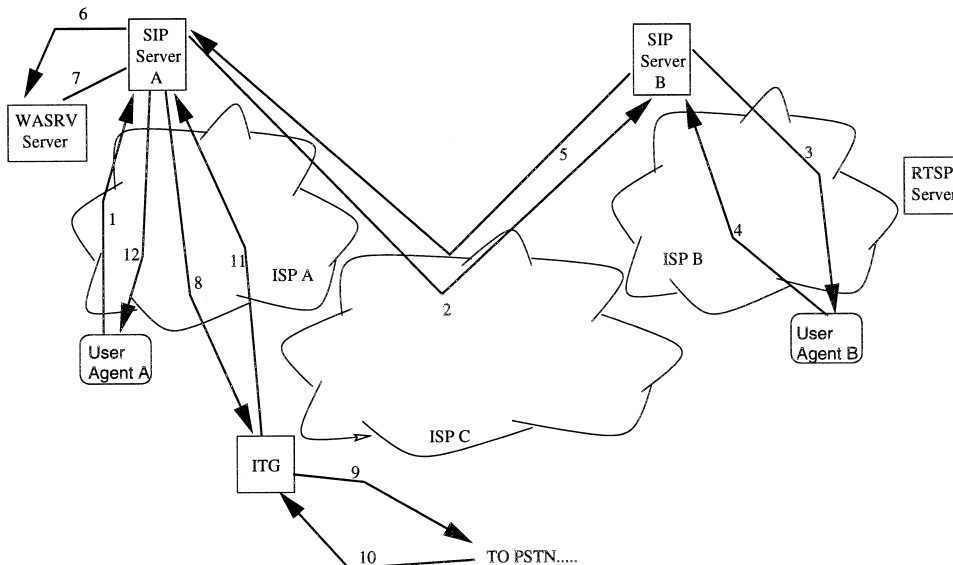 6
SIP
Server
A
7
WASRV
Server
1
12
8
11
ISP A
User
Agent A
ITG
9
10
TO PSTN.....
2
5
ISP C
SIP
Server
B
3
4
ISP B
RTSP
Server
User
Agent B